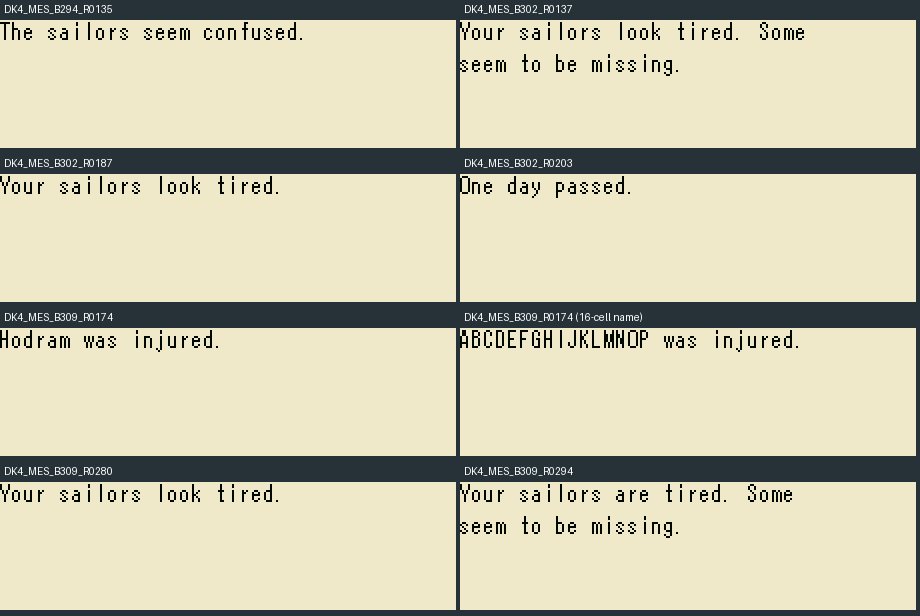 DK4_MES_B294_R0135
The sailors seem confused.
DK4_MES_B302_R0137
Your sailors look tired. Some
seem to be missing.
DK4_MES_B302_R0187
Your sailors look tired.
DK4_MES_B302_R0203
One day passed.
DK4_MES_B309_R0174
Hodram was injured.
DK4_MES_B309_R0174 (16-cell name)
ABCDEFGHIJKLMNOP was injured.
DK4_MES_B309_R0280
Your sailors look tired.
DK4_MES_B309_R0294
Your sailors are tired. Some
seem to be missing.